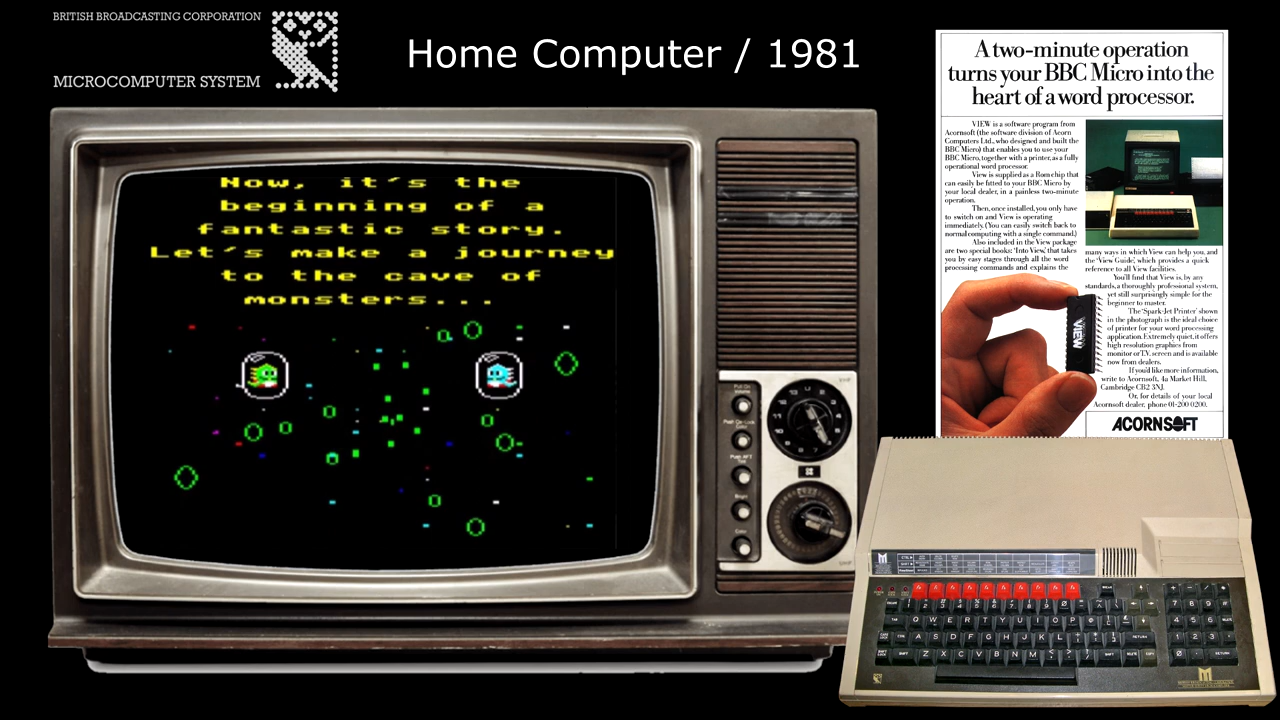 BRITISH BROADCASTING CORPORATION
MICROCOMPUTER SYSTEM
Home Computer / 1981
Now, it's the
beginning of a
fantastic story.
Let's make a journey
to the cave of
monsters...
A two-minute operation
turns your BBC Micro into the
heart of a word processor.
VIEW is a software program from
Acornsoft (the software division of Acorn
Computers Ltd., who designed and built the
BBC Micro) that enables you to use your
BBC Micro, together with a printer, as a fully
operational word processor.
View is supplied as a Rom chip that
can easily be fitted to your BBC Micro by
your local dealer, in a painless two-minute
operation.
Then, once installed, you only have
to switch on and View is operating
immediately. (You can easily switch back to
normal computing with a single command.)
Also included in the View package
are two special books: 'Into View,' that takes
you by easy stages through all the word
processing commands and explains the
many ways in which View can help you, and
the 'View Guide', which provides a quick
reference to all View facilities.
You'll find that View is, by any
standards, a thoroughly professional system,
yet still surprisingly simple for the
beginner to master.
The 'Spark-Jet Printer' shown
in the photograph is the ideal choice
of printer for your word processing
application. Extremely quiet, it offers
high resolution graphics from
monitor or T.V. screen and is available
now from dealers.
If you'd like more information,
write to Acornsoft, 4a Market Hill,
Cambridge CB2 3NJ.
Or, for details of your local
Acornsoft dealer, phone 01-200 0200.
VIEW
ACORNSOFT
Q W E R T Y U I O P
A S D F G H J K L
Z X C V B N M